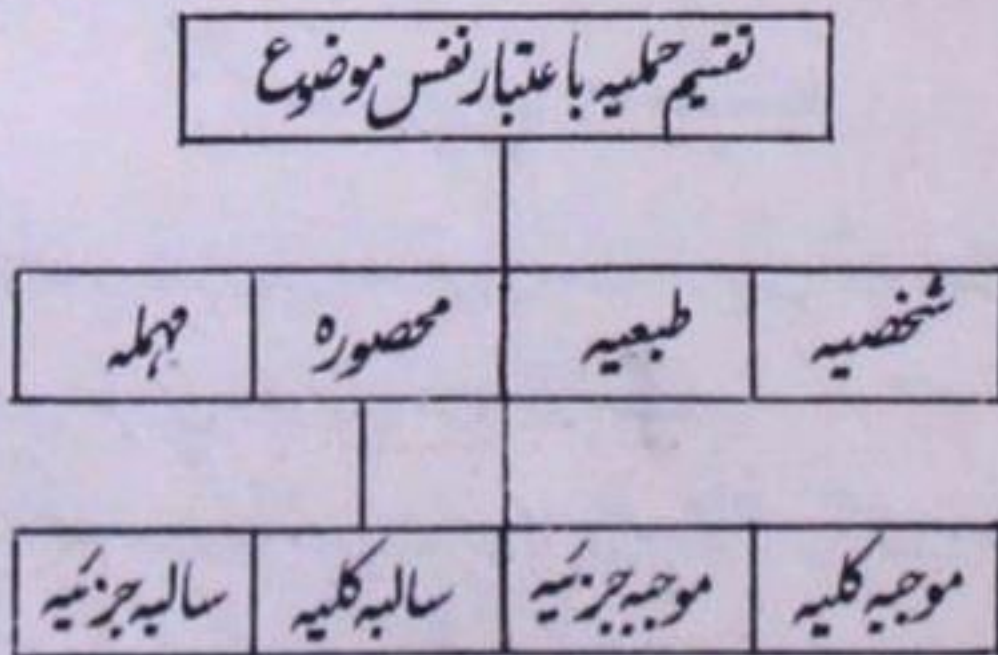 تقسیم حملیہ باعتبار نفس موضوع
شخصیہ طبعیہ محصورہ مہملہ
موجبہ کلیہ موجبہ جزئیہ سالبہ کلیہ سالبہ جزئیہ